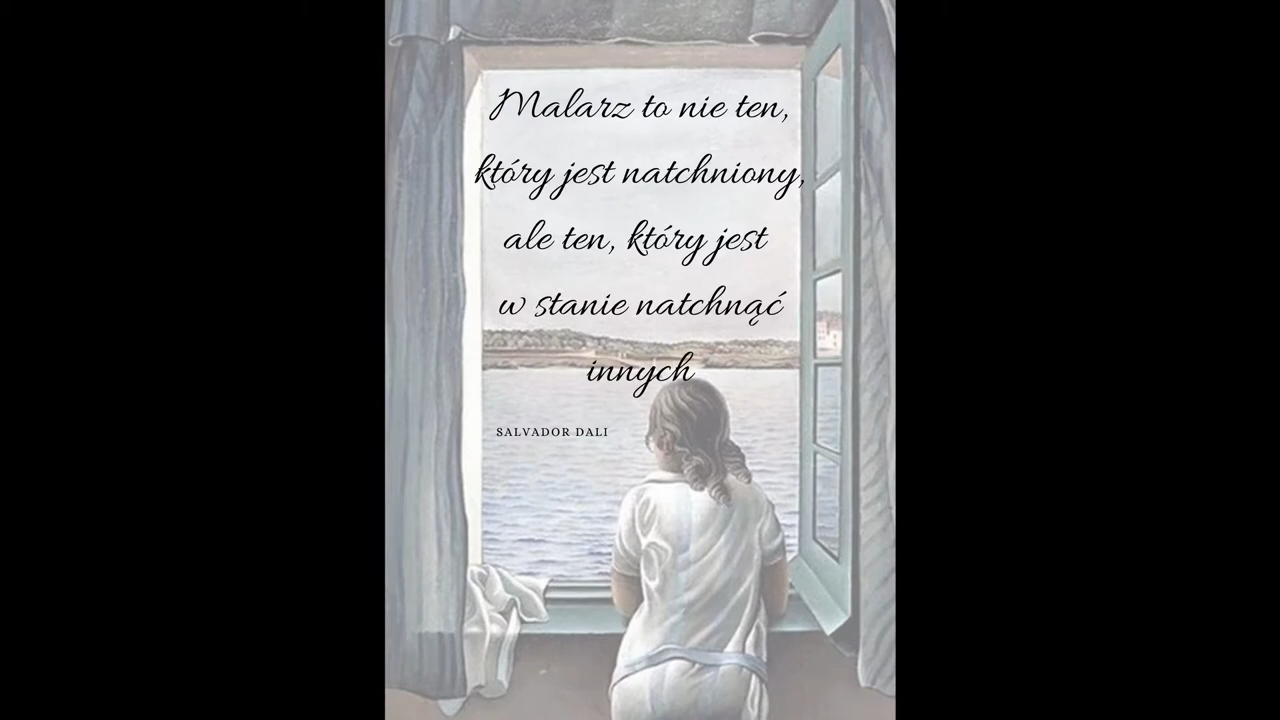 Malarz to nie ten,
który jest natchniony,
ale ten, który jest
w stanie natchnąć
innych
SALVADOR DALI